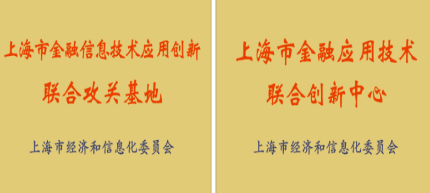 上海市金融信息技术应用创新
联合攻关基地
上海市经济和信息化委员会
上海市金融应用技术
联合创新中心
上海市经济和信息化委员会